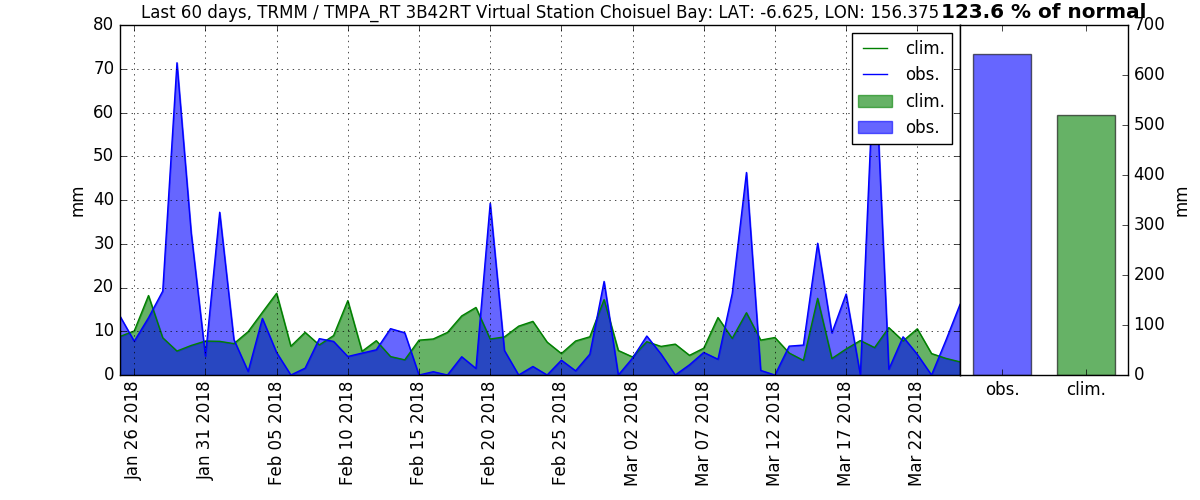 Last 60 days, TRMM / TMPA_RT 3B42RT Virtual Station Choisuel Bay: LAT: -6.625, LON: 156.375
123.6 % of normal
80
70
60
50
40
30
20
10
0
mm
clim.
obs.
clim.
obs.
Jan 26 2018
Jan 31 2018
Feb 05 2018
Feb 10 2018
Feb 15 2018
Feb 20 2018
Feb 25 2018
Mar 02 2018
Mar 07 2018
Mar 12 2018
Mar 17 2018
Mar 22 2018
700
600
500
400
300
200
100
0
mm
obs.
clim.